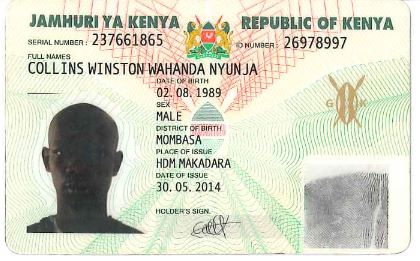 JAMHURI YA KENYA REPUBLIC OF KENYA
SERIAL NUMBER: 237661865 ID NUMBER: 26978997
FULL NAMES
COLLINS WINSTON WAHANDA NYUNJA
DATE OF BIRTH
02. 08. 1989
SEX
MALE
DISTRICT OF BIRTH
MOMBASA
PLACE OF ISSUE
HDM MAKADARA
DATE OF ISSUE
30. 05. 2014
HOLDER'S SIGN.
G K